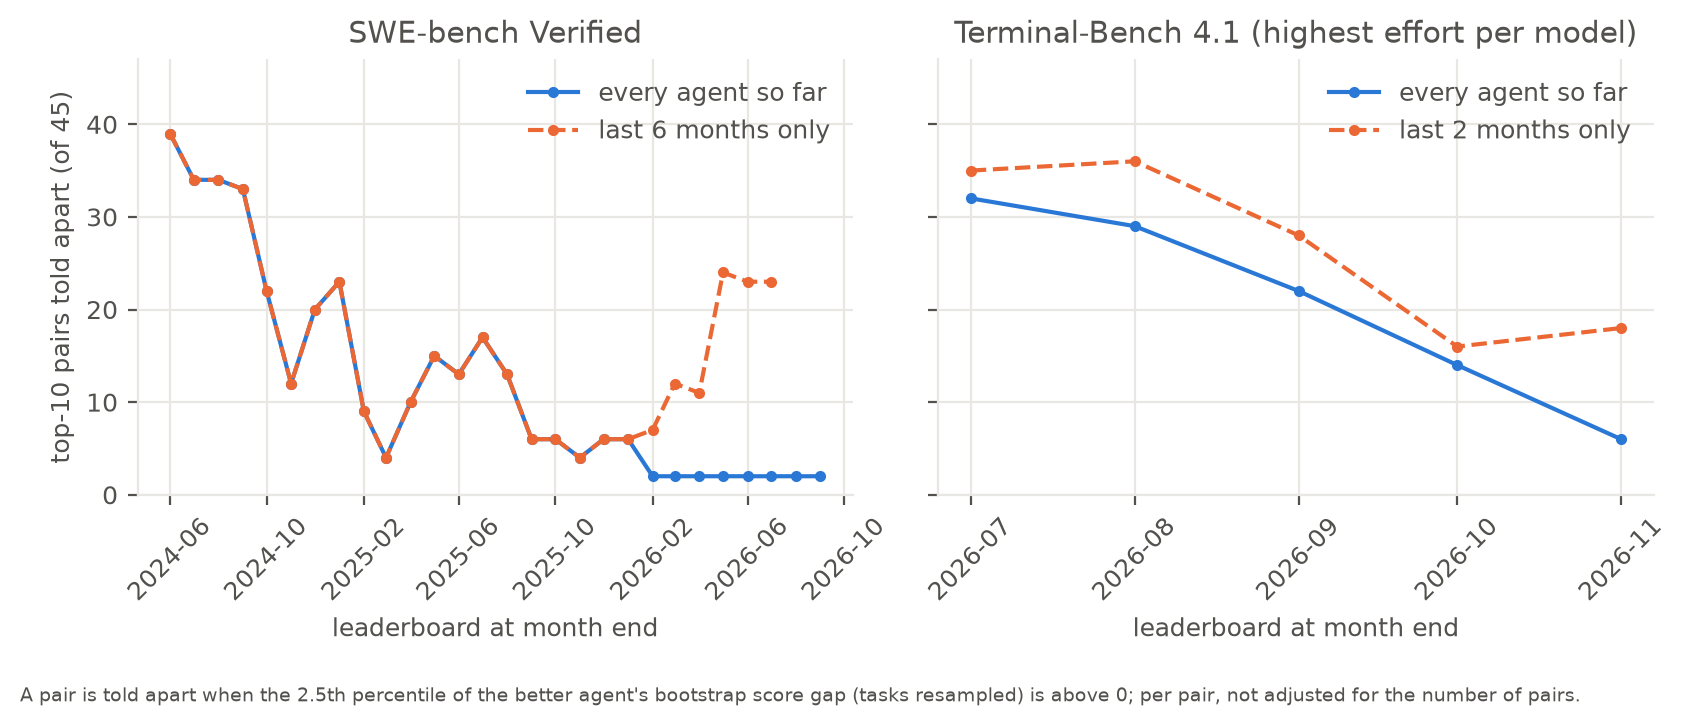 SWE-bench Verified
top-10 pairs told apart (of 45)
40
30
20
10
0
every agent so far
last 6 months only
2024-06
2024-10
2025-02
2025-06
2025-10
2026-02
2026-06
2026-10
leaderboard at month end
Terminal-Bench 4.1 (highest effort per model)
every agent so far
last 2 months only
2026-07
2026-08
2026-09
2026-10
2026-11
leaderboard at month end
A pair is told apart when the 2.5th percentile of the better agent's bootstrap score gap (tasks resampled) is above 0; per pair, not adjusted for the number of pairs.